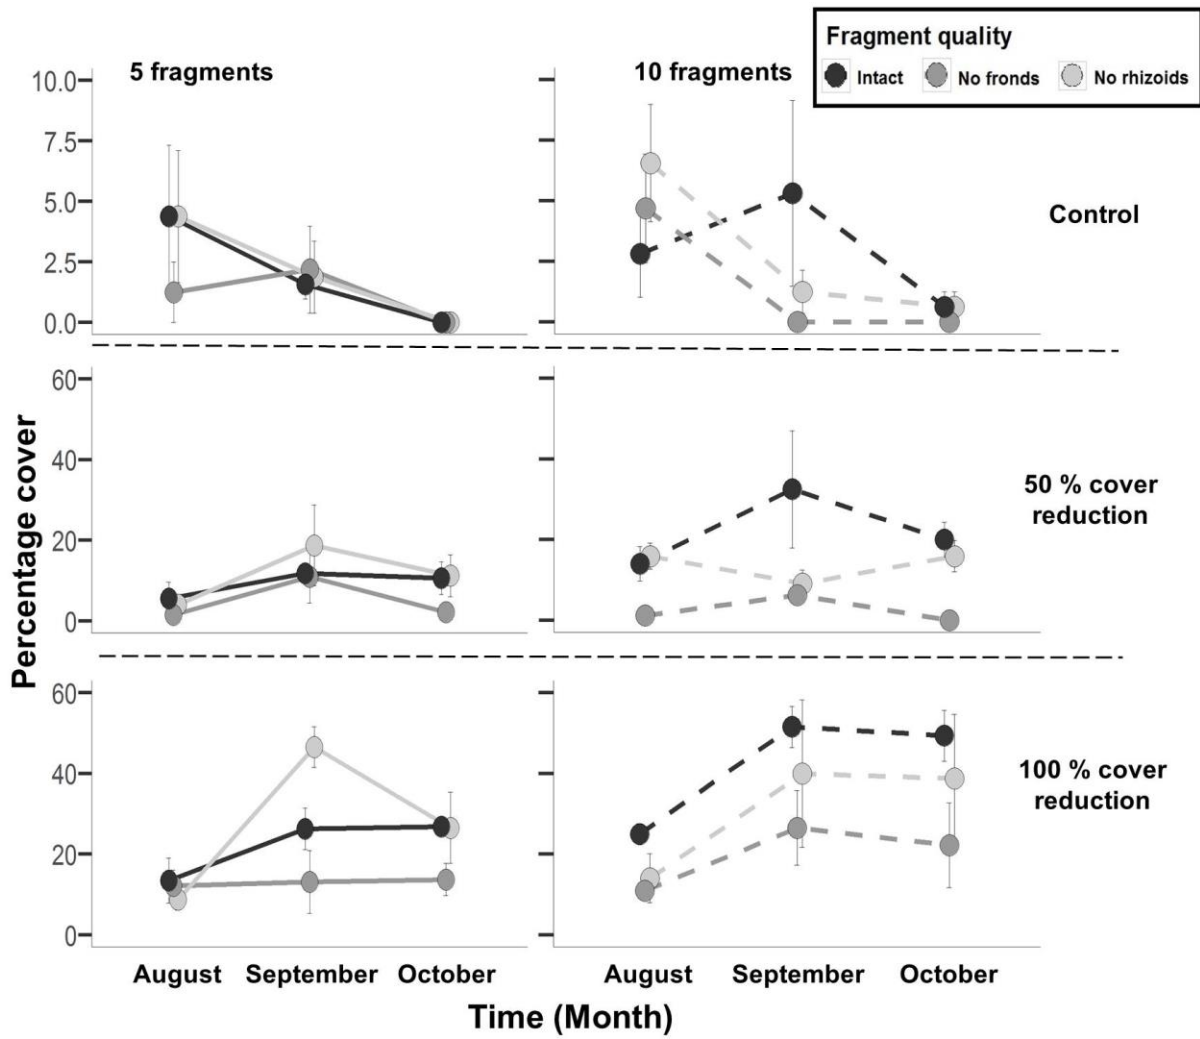 Fragment quality
Intact No fronds No rhizoids
5 fragments 10 fragments
10.0
7.5
5.0
2.5
0.0
Control
Percentage cover
60
40
20
0
50 % cover
reduction
60
40
20
0
100 % cover
reduction
August September October August September October
Time (Month)